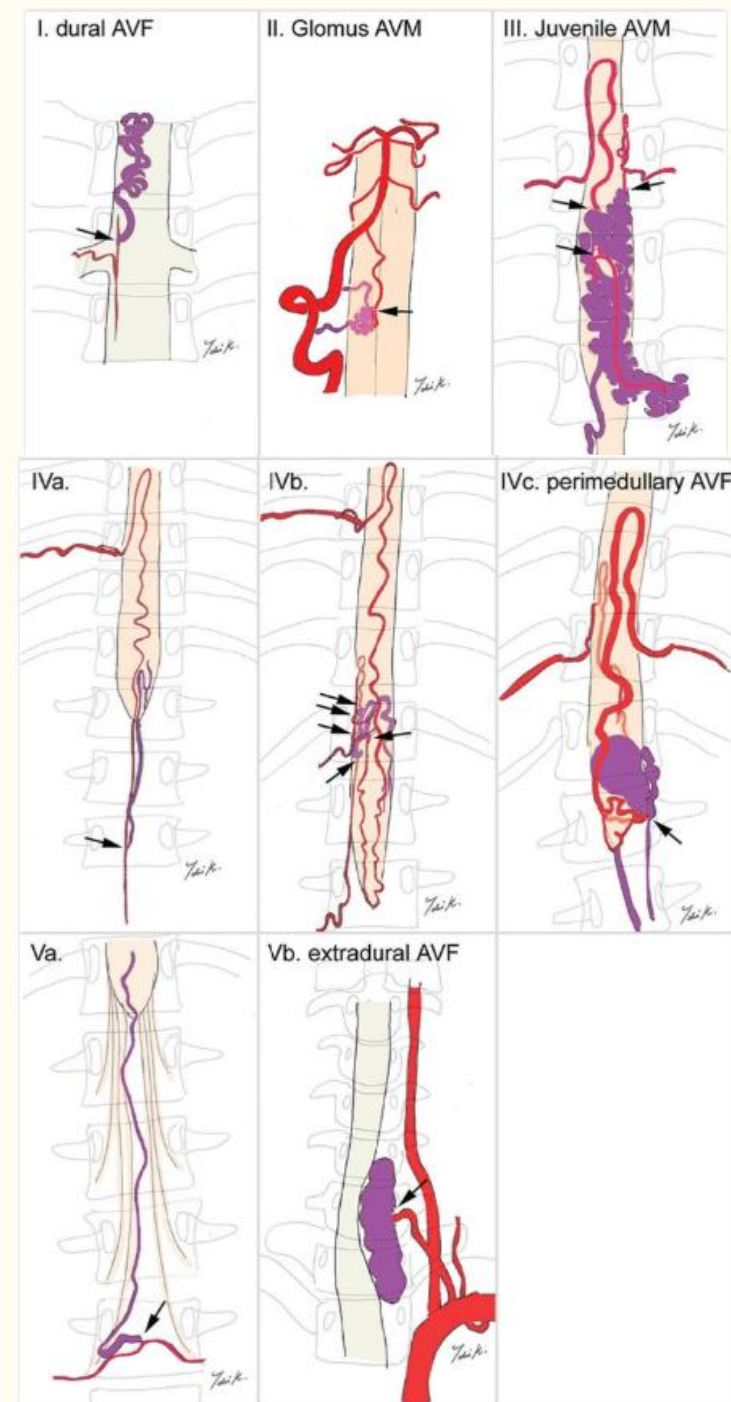 I. dural AVF
II. Glomus AVM
III. Juvenile AVM
IVa.
IVb.
IVc. perimedullary AVF
Va.
Vb. extradural AVF